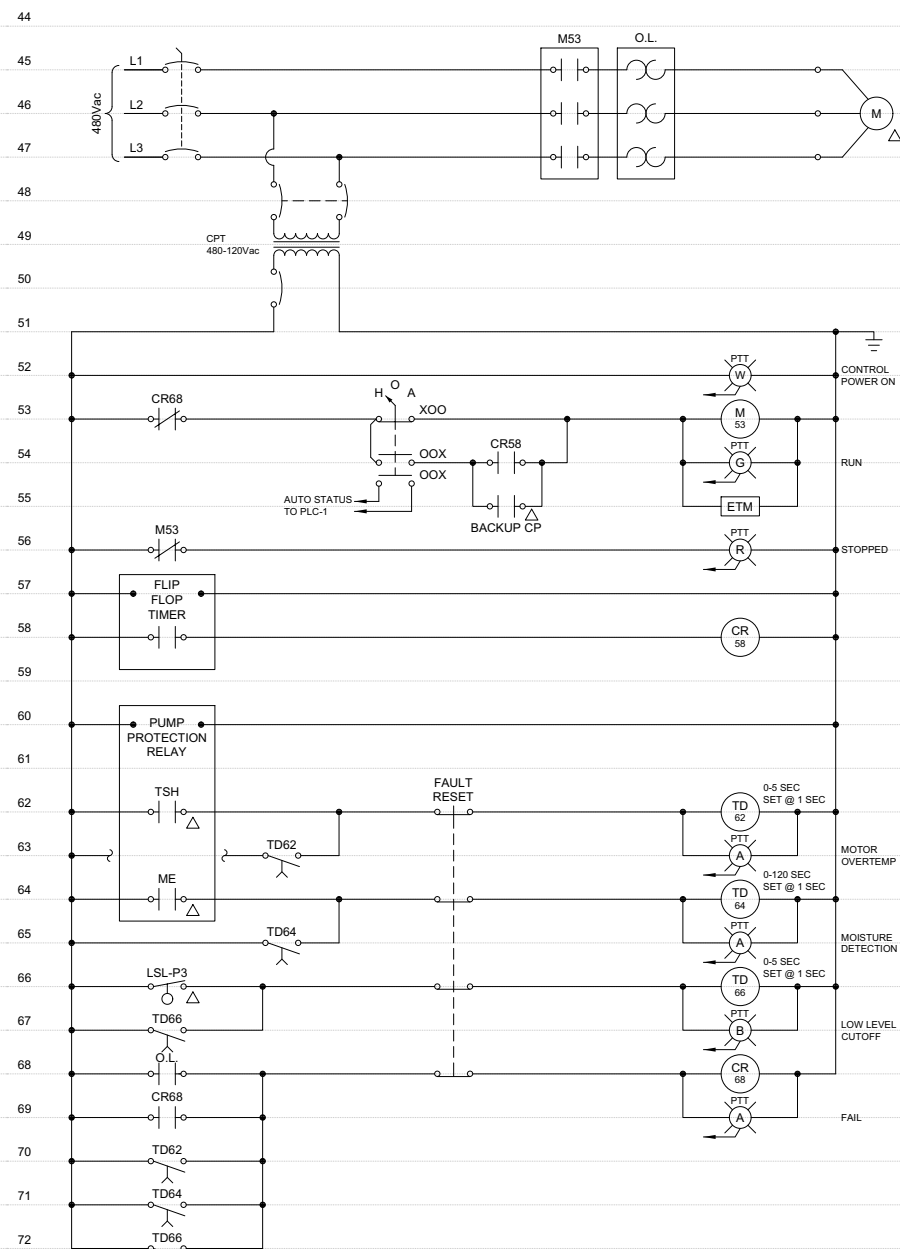 44
45
L1
M53
O.L.
46
480Vac
L2
M
47
L3
48
49
CPT
480-120Vac
50
51
52
PTT
W
CONTROL
POWER ON
53
CR68
H O A
XOO
M
53
54
OOX
CR58
PTT
G
RUN
OOX
55
AUTO STATUS
TO PLC-1
BACKUP CP
ETM
56
M53
PTT
R
STOPPED
57
FLIP
FLOP
TIMER
58
CR
58
59
60
PUMP
PROTECTION
RELAY
61
62
TSH
FAULT
RESET
TD
62
0-5 SEC
SET @ 1 SEC
63
TD62
PTT
A
MOTOR
OVERTEMP
64
ME
TD
64
0-120 SEC
SET @ 1 SEC
65
TD64
PTT
A
MOISTURE
DETECTION
66
LSL-P3
TD
66
0-5 SEC
SET @ 1 SEC
67
TD66
PTT
B
LOW LEVEL
CUTOFF
68
O.L.
CR
68
69
CR68
PTT
A
FAIL
70
TD62
71
TD64
72
TD66